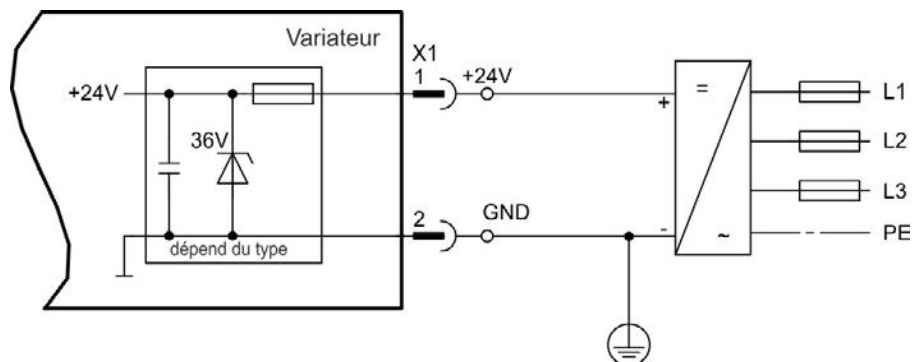 Variateur
X1
1
+24V
+24V
+
=
L1
36V
L2
L3
2
GND
-
~
PE
dépend du type